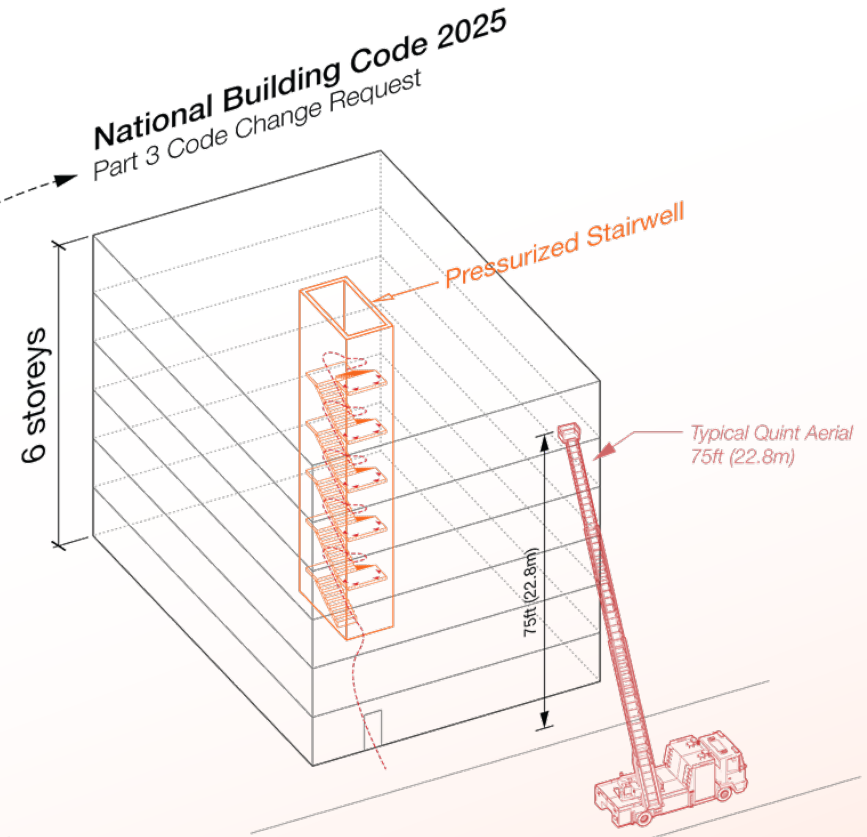 National Building Code 2025
Part 3 Code Change Request
Pressurized Stairwell
6 storeys
Typical Quint Aerial
75ft (22.8m)
75ft (22.8m)